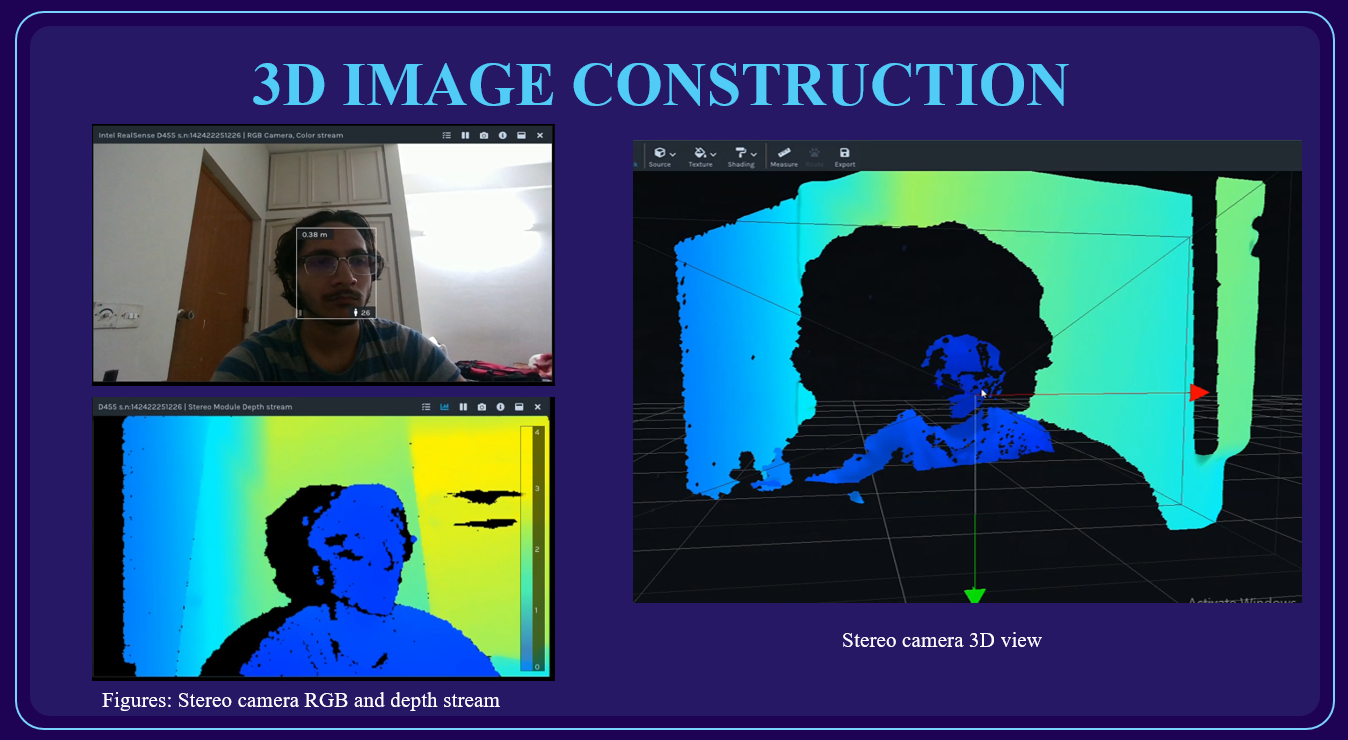 3D IMAGE CONSTRUCTION
Intel RealSense D455 s.n:142422251226 | RGB Camera, Color stream
0.38 m
26
D455 s.n:142422251226 | Stereo Module Depth stream
4
3
2
1
0
Figures: Stereo camera RGB and depth stream
Source Texture Shading Measure Export
Activate Windows
Stereo camera 3D view